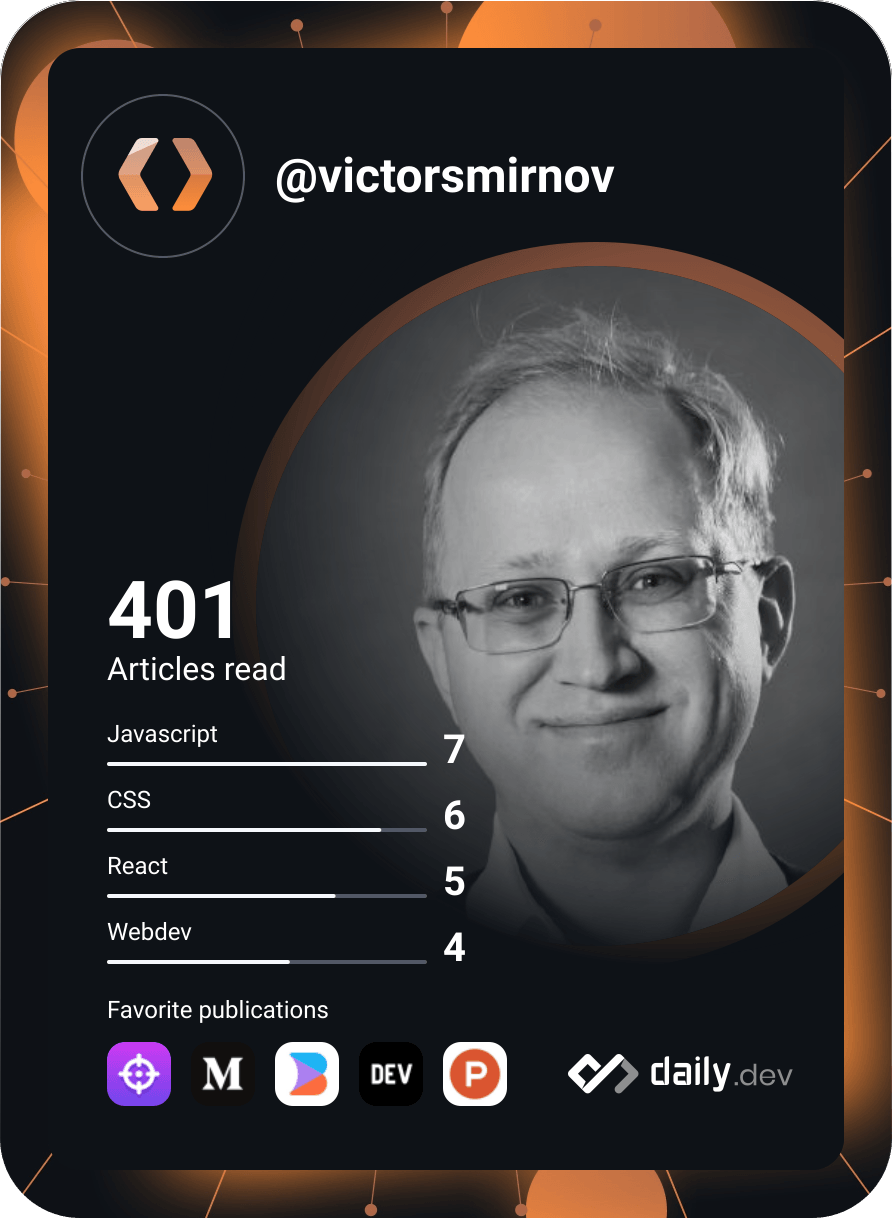 @victorsmirnov
401
Articles read
Javascript
7
CSS
6
React
5
Webdev
4
Favorite publications
M
DEV
P
daily.dev